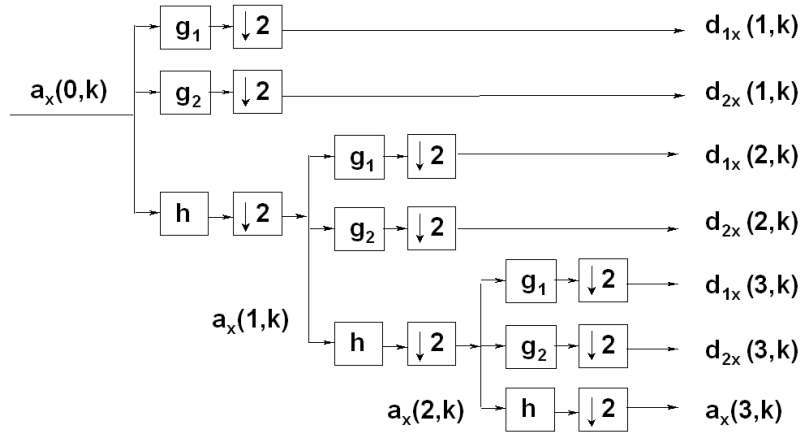 g₁ ↓ 2 d₁ₓ (1,k)
aₓ(0,k)
g₂ ↓ 2 d₂ₓ (1,k)
g₁ ↓ 2 d₁ₓ (2,k)
h ↓ 2
g₂ ↓ 2 d₂ₓ (2,k)
g₁ ↓ 2 d₁ₓ (3,k)
aₓ(1,k)
h ↓ 2 g₂ ↓ 2 d₂ₓ (3,k)
aₓ(2,k) h ↓ 2 aₓ(3,k)